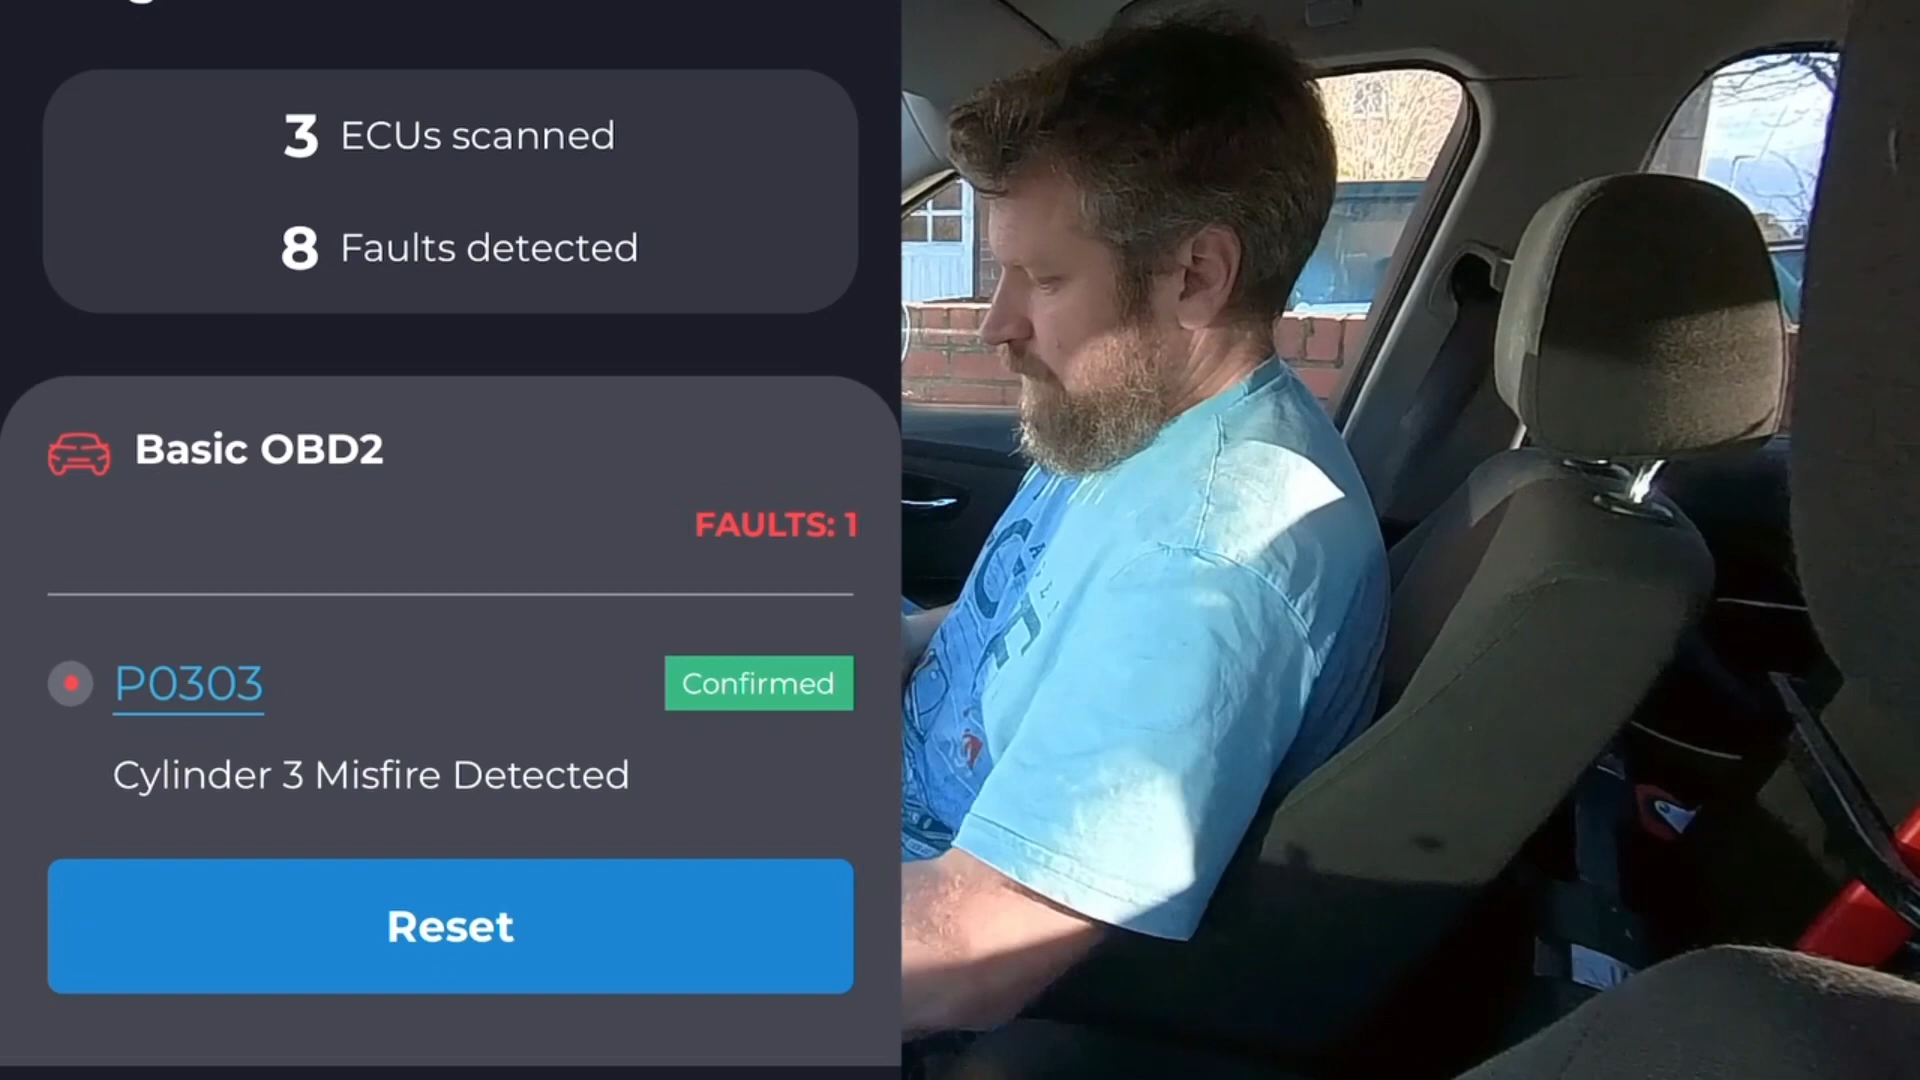 3 ECUs scanned
8 Faults detected
Basic OBD2
FAULTS: 1
P0303
Confirmed
Cylinder 3 Misfire Detected
Reset